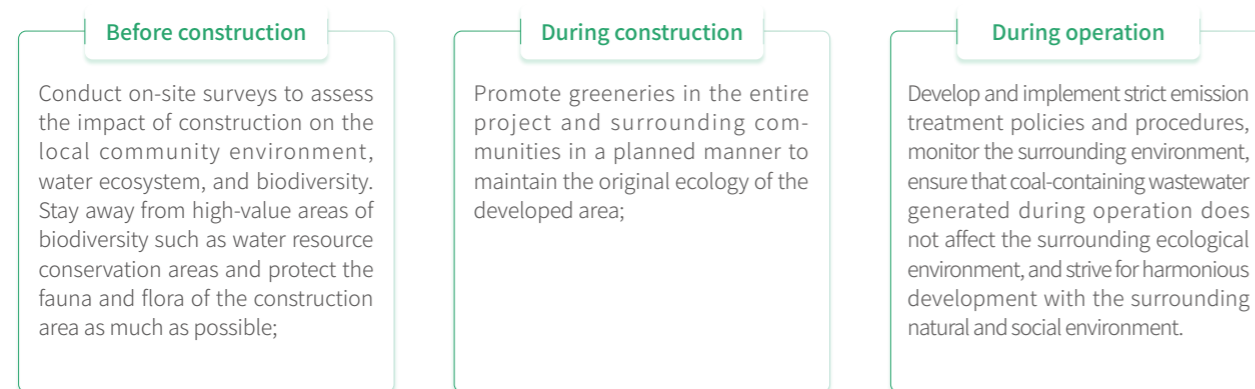 Before construction
Conduct on-site surveys to assess
the impact of construction on the
local community environment,
water ecosystem, and biodiversity.
Stay away from high-value areas of
biodiversity such as water resource
conservation areas and protect the
fauna and flora of the construction
area as much as possible;
During construction
Promote greeneries in the entire
project and surrounding com-
munities in a planned manner to
maintain the original ecology of the
developed area;
During operation
Develop and implement strict emission
treatment policies and procedures,
monitor the surrounding environment,
ensure that coal-containing wastewater
generated during operation does
not affect the surrounding ecological
environment, and strive for harmonious
development with the surrounding
natural and social environment.